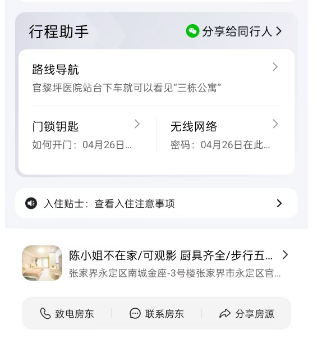 行程助手
分享给同行人
路线导航
官黎坪医院站台下车就可以看见“三栋公寓”
门锁钥匙
无线网络
如何开门：04月26日...
密码：04月26日在此...
入住贴士：查看入住注意事项
陈小姐不在家/可观影 厨具齐全/步行五...
张家界永定区南城金座-3号楼张家界市永定区官...
致电房东
联系房东
分享房源